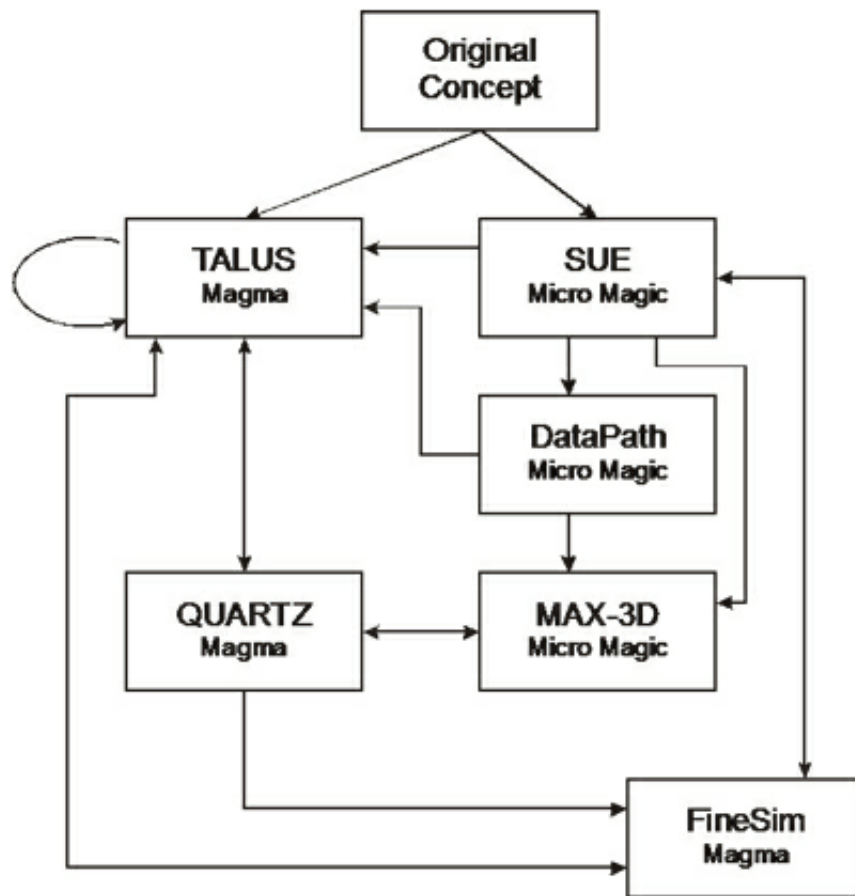 Original
Concept
TALUS
Magma
SUE
Micro Magic
DataPath
Micro Magic
QUARTZ
Magma
MAX-3D
Micro Magic
FineSim
Magma